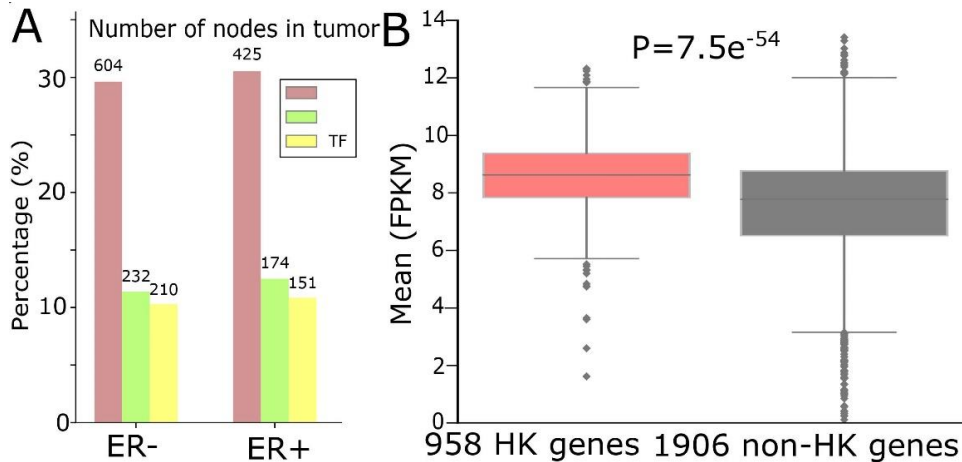 A
Number of nodes in tumor
Percentage (%)
30
20
10
0
604
232
210
425
174
151
TF
ER-
ER+
B
P=7.5e-54
Mean (FPKM)
14
12
10
8
6
4
2
0
958 HK genes
1906 non-HK genes